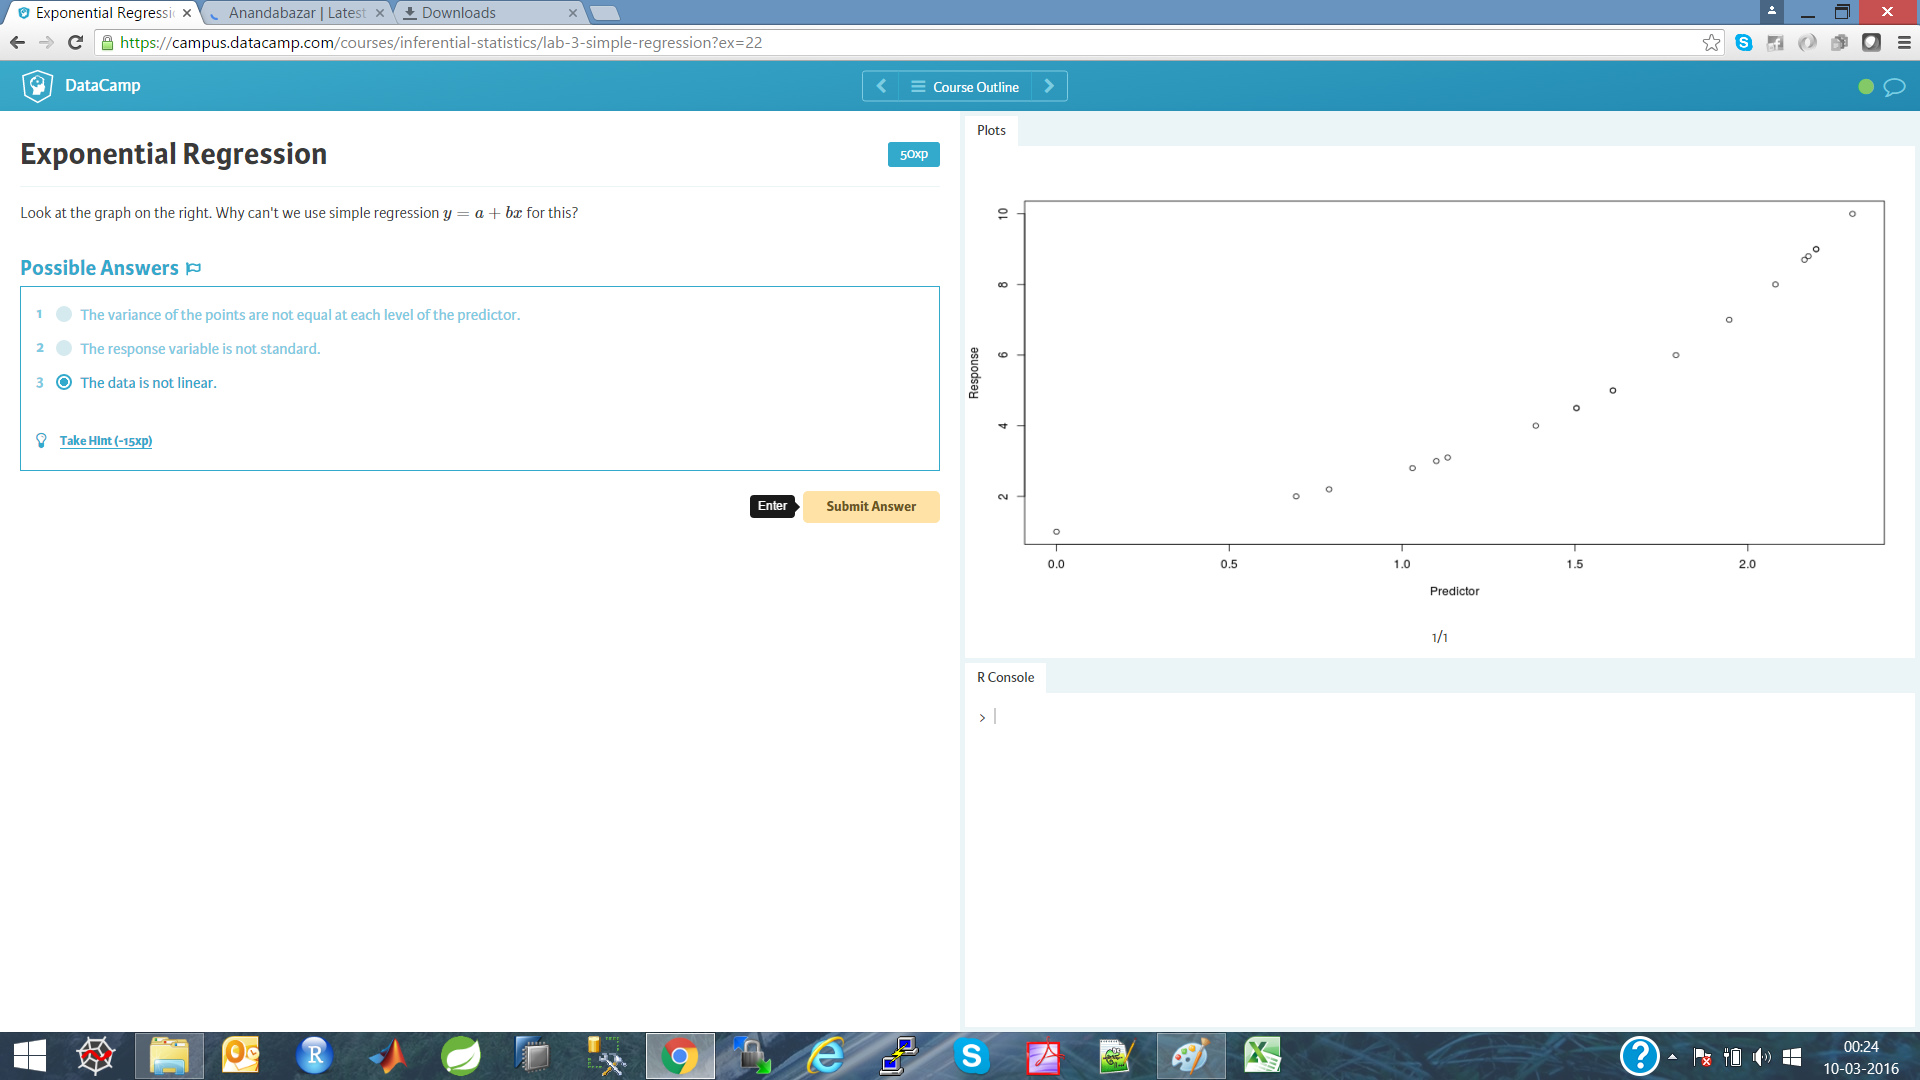 Exponential Regressi
Anandabazar | Latest
Downloads
https://campus.datacamp.com/courses/inferential-statistics/lab-3-simple-regression?ex=22
DataCamp
Course Outline
Exponential Regression
50xp
Look at the graph on the right. Why can't we use simple regression y = a + bx for this?
Possible Answers
1 The variance of the points are not equal at each level of the predictor.
2 The response variable is not standard.
3 The data is not linear.
Take Hint (-15xp)
Enter
Submit Answer
Plots
Response
10
8
6
4
2
0.0 0.5 1.0 1.5 2.0
Predictor
1/1
R Console
>
00:24
10-03-2016